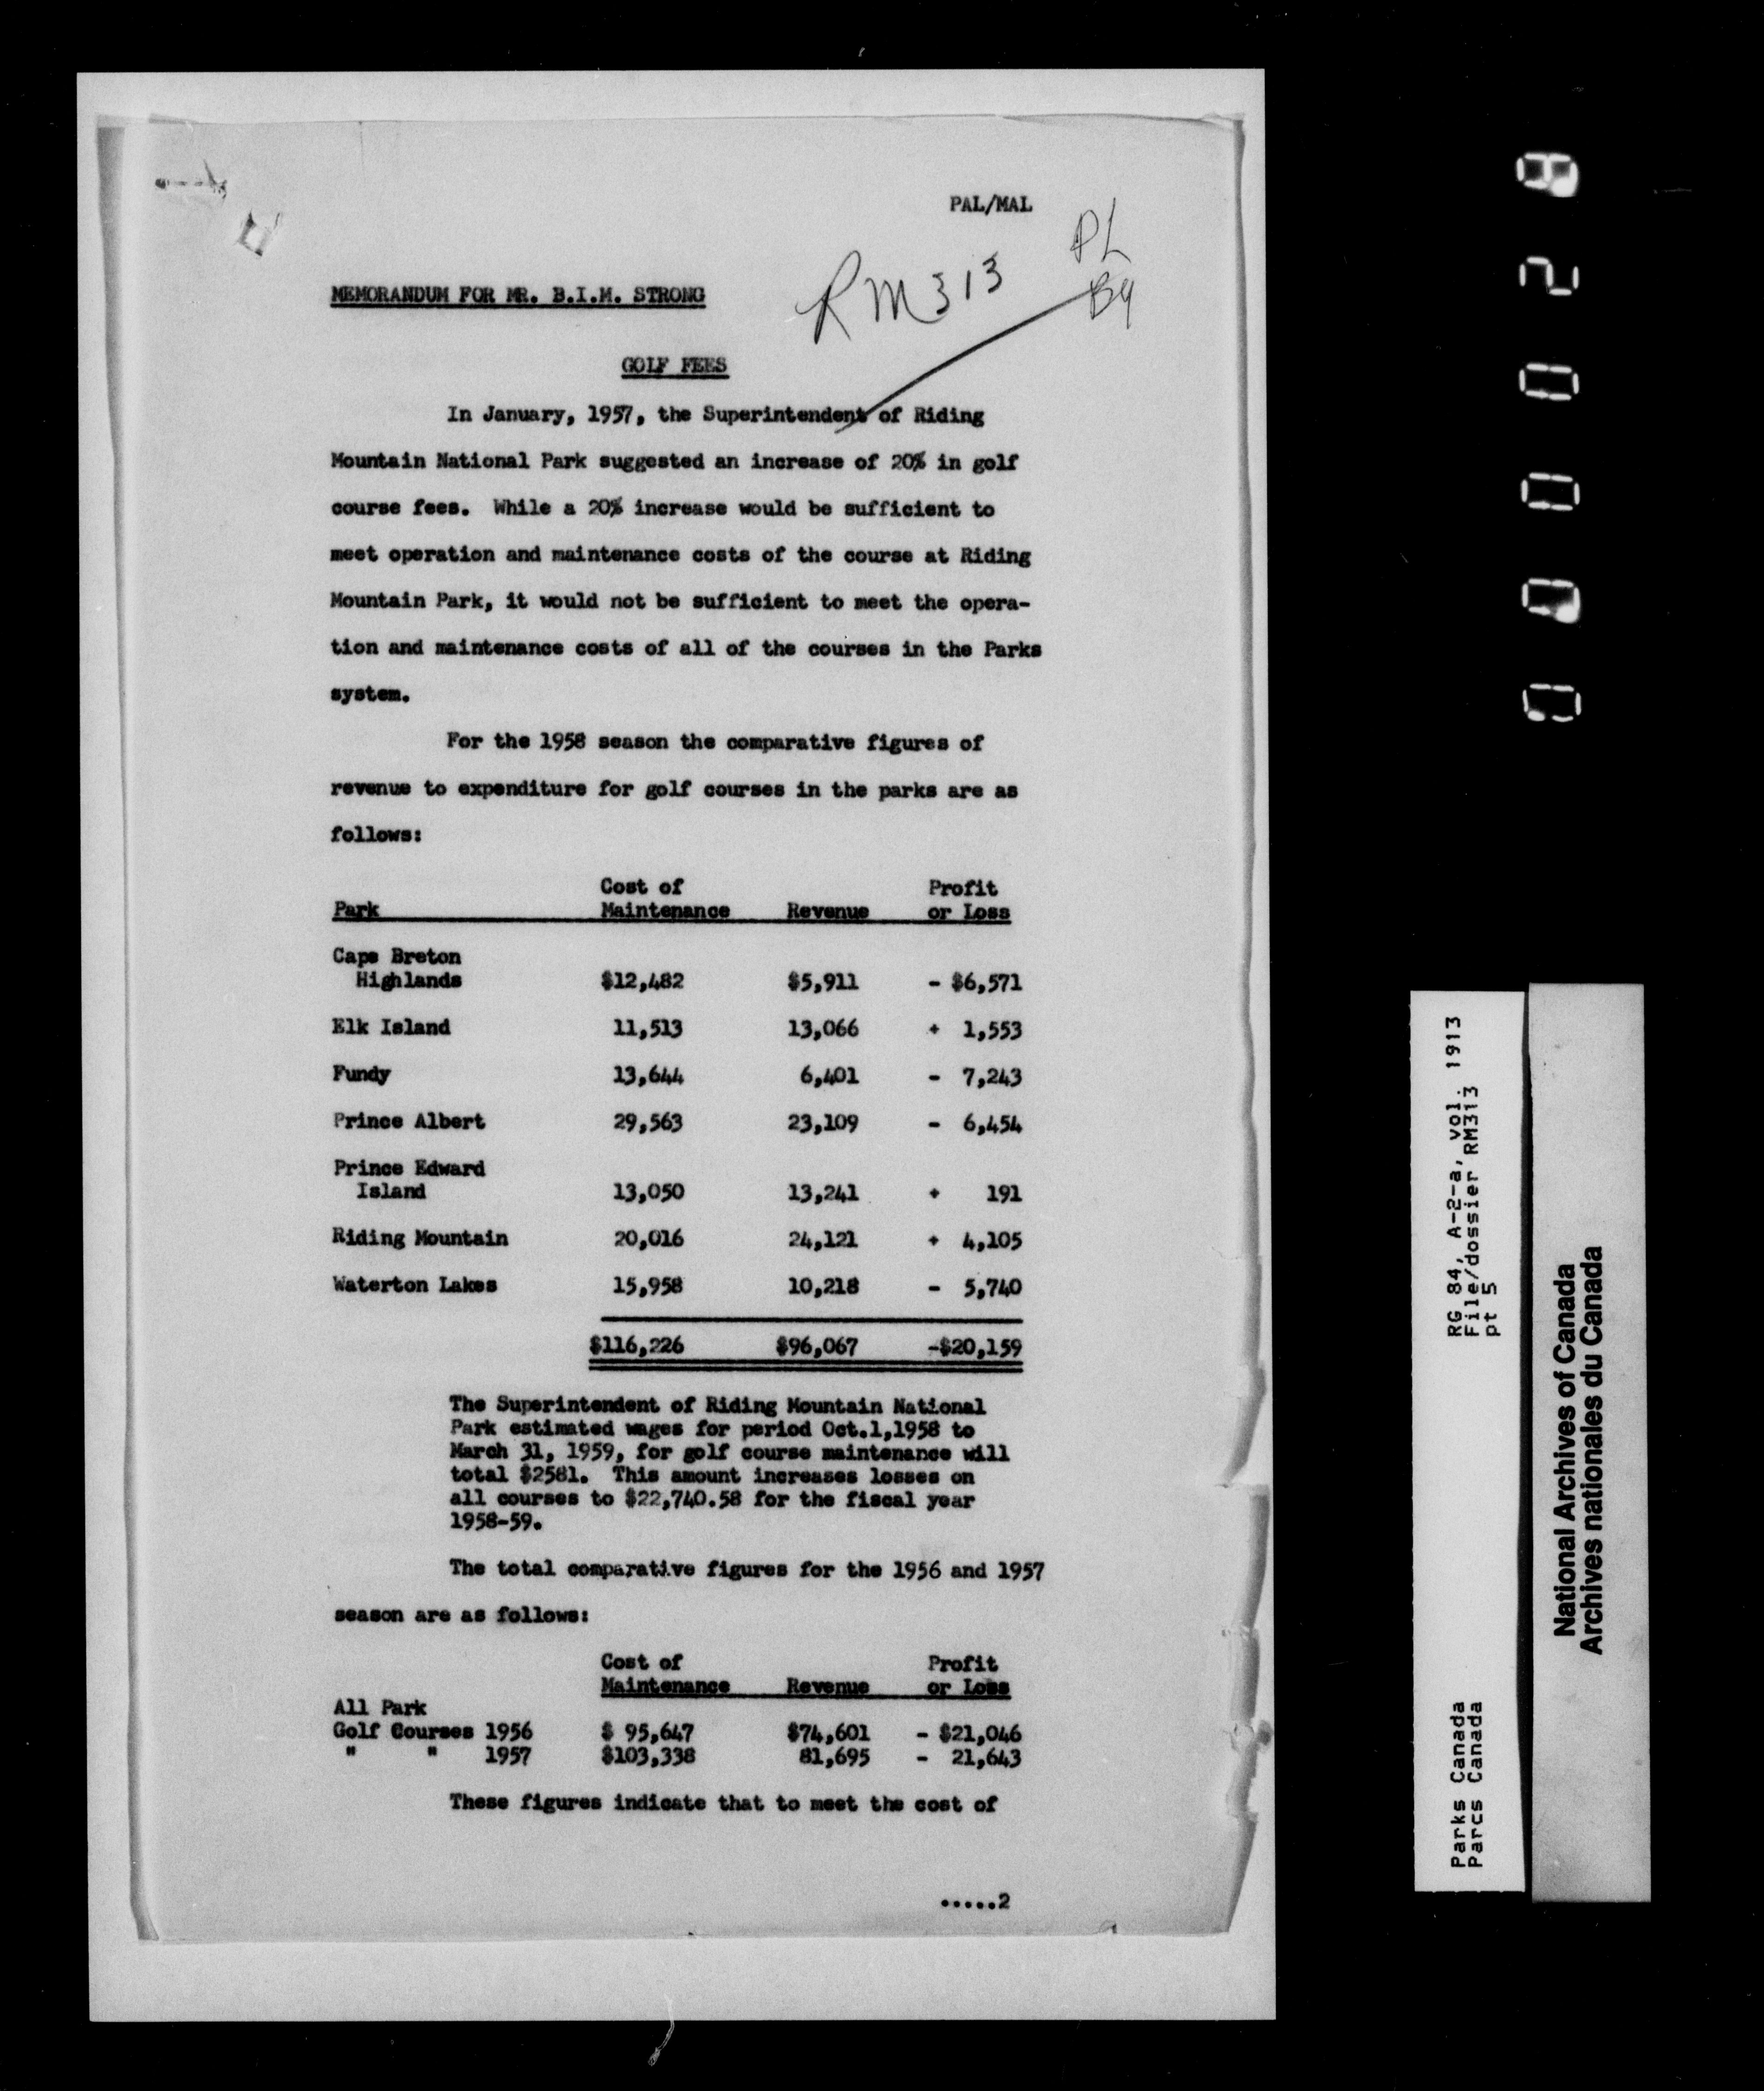 PAL/MAL
RM313
PL
MEMORANDUM FOR MR. B.I.M. STRONG
GOLF FEES
In January, 1957, the Superintendent of Riding
Mountain National Park suggested an increase of 20% in golf
course fees. While a 20% increase would be sufficient to
meet operation and maintenance costs of the course at Riding
Mountain Park, it would not be sufficient to meet the opera-
tion and maintenance costs of all of the courses in the Parks
system.
For the 1958 season the comparative figures of
revenue to expenditure for golf courses in the parks are as
follows:
Cost of Profit
Park Maintenance Revenue or Loss
Cape Breton
Highlands $12,482 $5,911 - $6,571
Elk Island 11,513 13,066 + 1,553
Fundy 13,644 6,401 - 7,243
Prince Albert 29,563 23,109 - 6,454
Prince Edward
Island 13,050 13,241 + 191
Riding Mountain 20,016 24,121 + 4,105
Waterton Lakes 15,958 10,218 - 5,740
$116,226 $96,067 -$20,159
The Superintendent of Riding Mountain National
Park estimated wages for period Oct.1,1958 to
March 31, 1959, for golf course maintenance will
total $2581. This amount increases losses on
all courses to $22,740.58 for the fiscal year
1958-59.
The total comparative figures for the 1956 and 1957
season are as follows:
Cost of Profit
Maintenance Revenue or Loss
All Park
Golf Courses 1956 $ 95,647 $74,601 - $21,046
" " 1957 $103,338 81,695 - 21,643
These figures indicate that to meet the cost of
.....2
RG 84, A-2-a, vol. 1913
File/dossier RM313
pt 5
Parks Canada
Parcs Canada
National Archives of Canada
Archives nationales du Canada